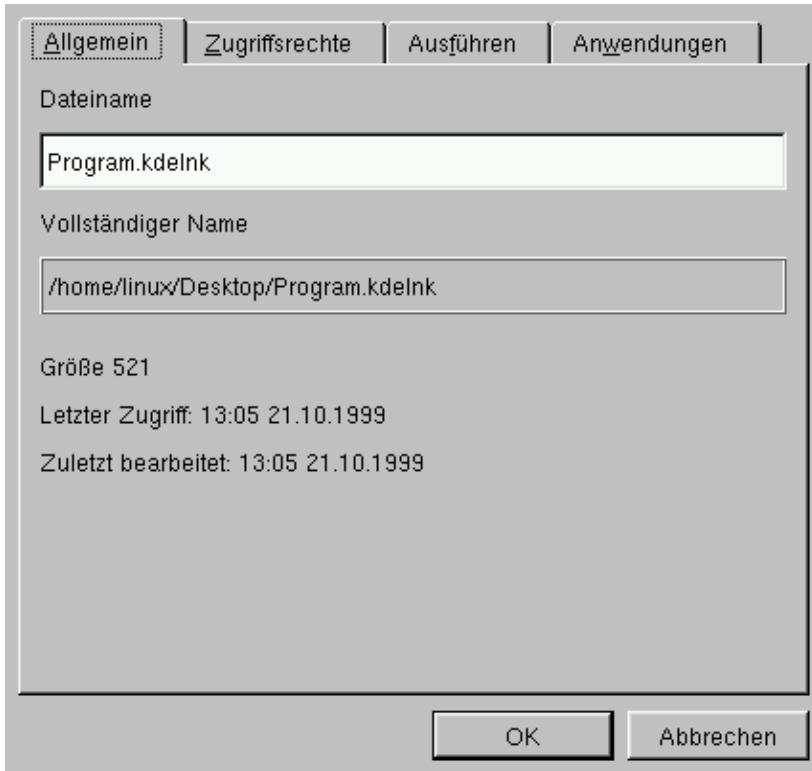 Allgemein Zugriffsrechte Ausführen Anwendungen
Dateiname
Program.kdelnk
Vollständiger Name
/home/linux/Desktop/Program.kdelnk
Größe 521
Letzter Zugriff: 13:05 21.10.1999
Zuletzt bearbeitet: 13:05 21.10.1999
OK Abbrechen